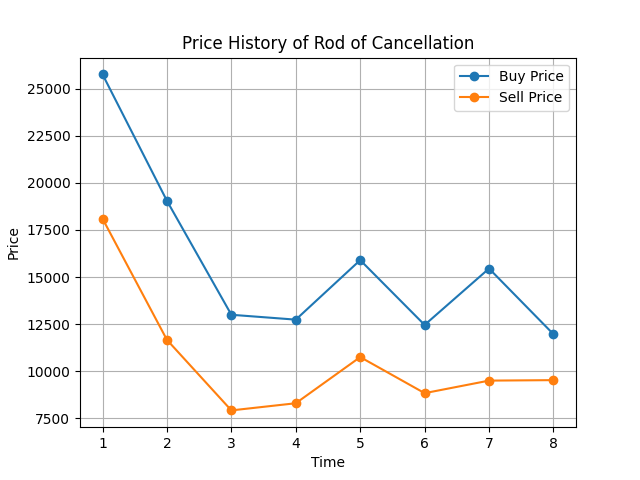 Price History of Rod of Cancellation
Buy Price
Sell Price
Price
25000
22500
20000
17500
15000
12500
10000
7500
1 2 3 4 5 6 7 8
Time